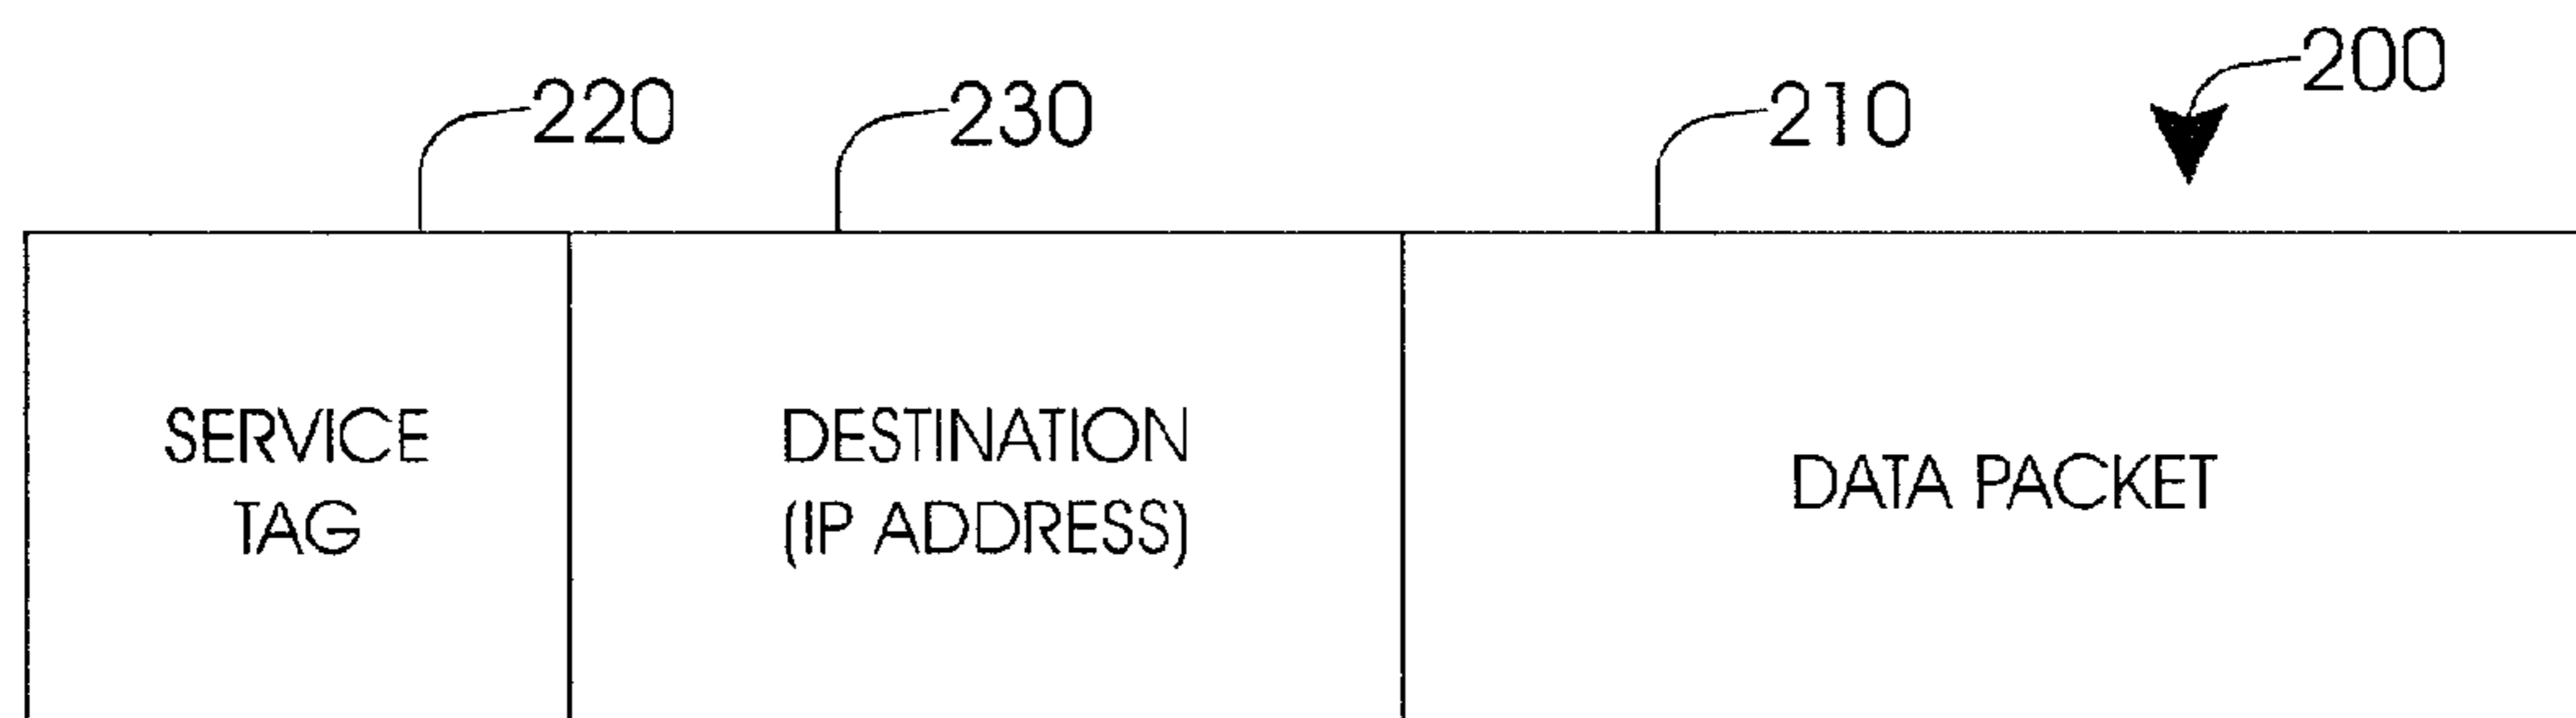 200
220
230
210
SERVICE
TAG
DESTINATION
(IP ADDRESS)
DATA PACKET